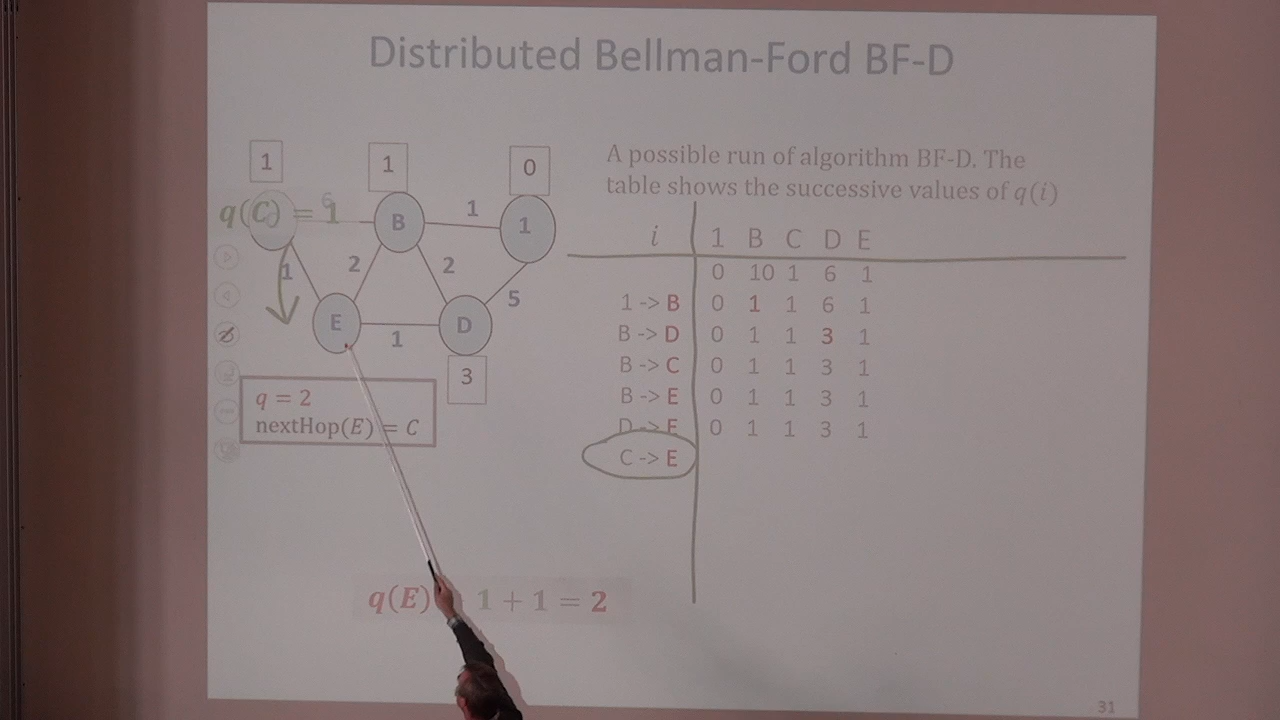 Distributed Bellman-Ford BF-D
A possible run of algorithm BF-D. The
table shows the successive values of q(i)
1
1
0
q(C) = 1
6
B
1
1
1
2
2
5
E
D
1
3
q = 2
nextHop(E) = C
q(E) 1 + 1 = 2
i 1 B C D E
0 10 1 6 1
1 -> B 0 1 1 6 1
B -> D 0 1 1 3 1
B -> C 0 1 1 3 1
B -> E 0 1 1 3 1
D -> E 0 1 1 3 1
C -> E
31